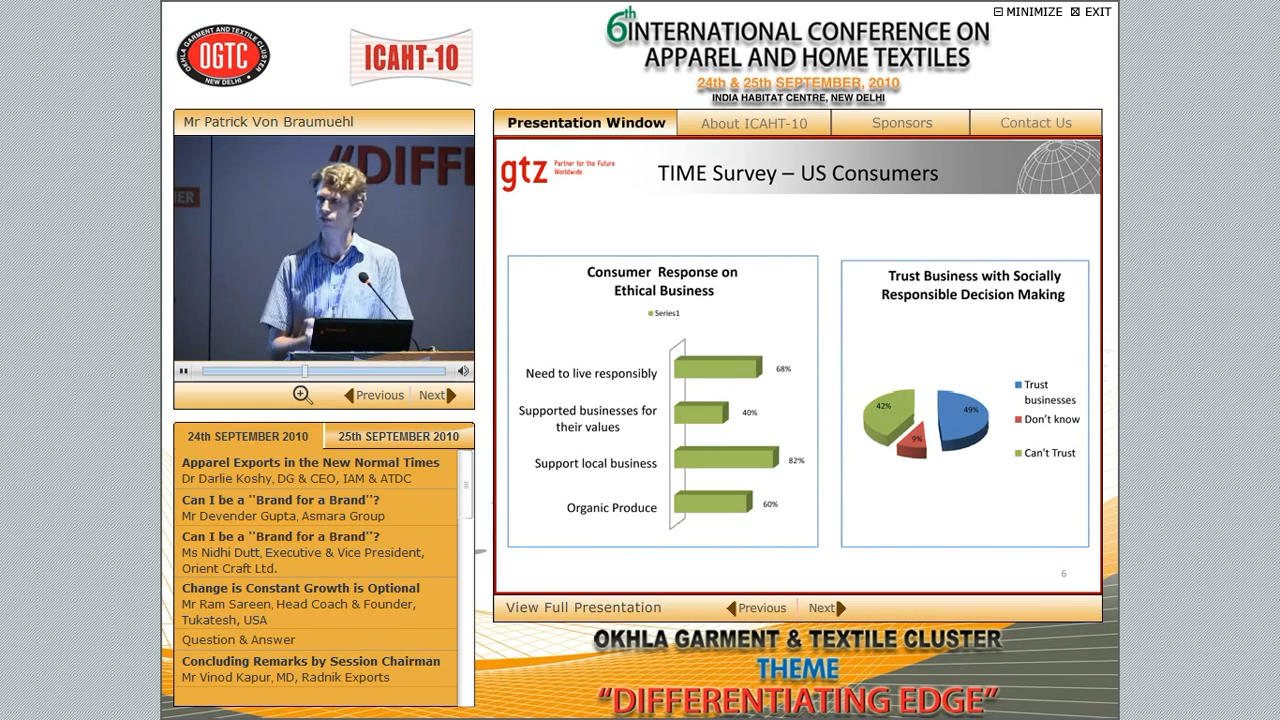 MINIMIZE EXIT
OKHLA GARMENT AND TEXTILE CLUSTER
OGTC
NEW DELHI
ICAHT-10
6th INTERNATIONAL CONFERENCE ON
APPAREL AND HOME TEXTILES
24th & 25th SEPTEMBER, 2010
INDIA HABITAT CENTRE, NEW DELHI
Mr Patrick Von Braumuehl
"DIFF
NER
Previous Next
24th SEPTEMBER 2010 25th SEPTEMBER 2010
Apparel Exports in the New Normal Times
Dr Darlie Koshy, DG & CEO, IAM & ATDC
Can I be a "Brand for a Brand"?
Mr Devender Gupta, Asmara Group
Can I be a "Brand for a Brand"?
Ms Nidhi Dutt, Executive & Vice President,
Orient Craft Ltd.
Change is Constant Growth is Optional
Mr Ram Sareen, Head Coach & Founder,
Tukatesh, USA
Question & Answer
Concluding Remarks by Session Chairman
Mr Vinod Kapur, MD, Radnik Exports
Presentation Window About ICAHT-10 Sponsors Contact Us
gtz Partner for the Future
Worldwide
TIME Survey – US Consumers
Consumer Response on
Ethical Business
Series1
Need to live responsibly 68%
Supported businesses for
their values 40%
Support local business 82%
Organic Produce 60%
Trust Business with Socially
Responsible Decision Making
42%
49%
9%
Trust
businesses
Don't know
Can't Trust
6
View Full Presentation Previous Next
OKHLA GARMENT & TEXTILE CLUSTER
THEME
"DIFFERENTIATING EDGE"